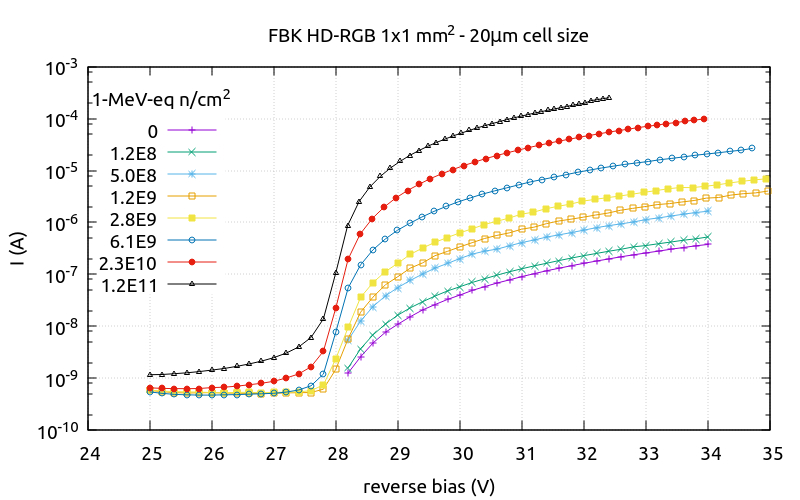 FBK HD-RGB 1x1 mm² - 20μm cell size
10⁻³
10⁻⁴
10⁻⁵
10⁻⁶
10⁻⁷
10⁻⁸
10⁻⁹
10⁻¹⁰
I (A)
1-MeV-eq n/cm²
0
1.2E8
5.0E8
1.2E9
2.8E9
6.1E9
2.3E10
1.2E11
24 25 26 27 28 29 30 31 32 33 34 35
reverse bias (V)